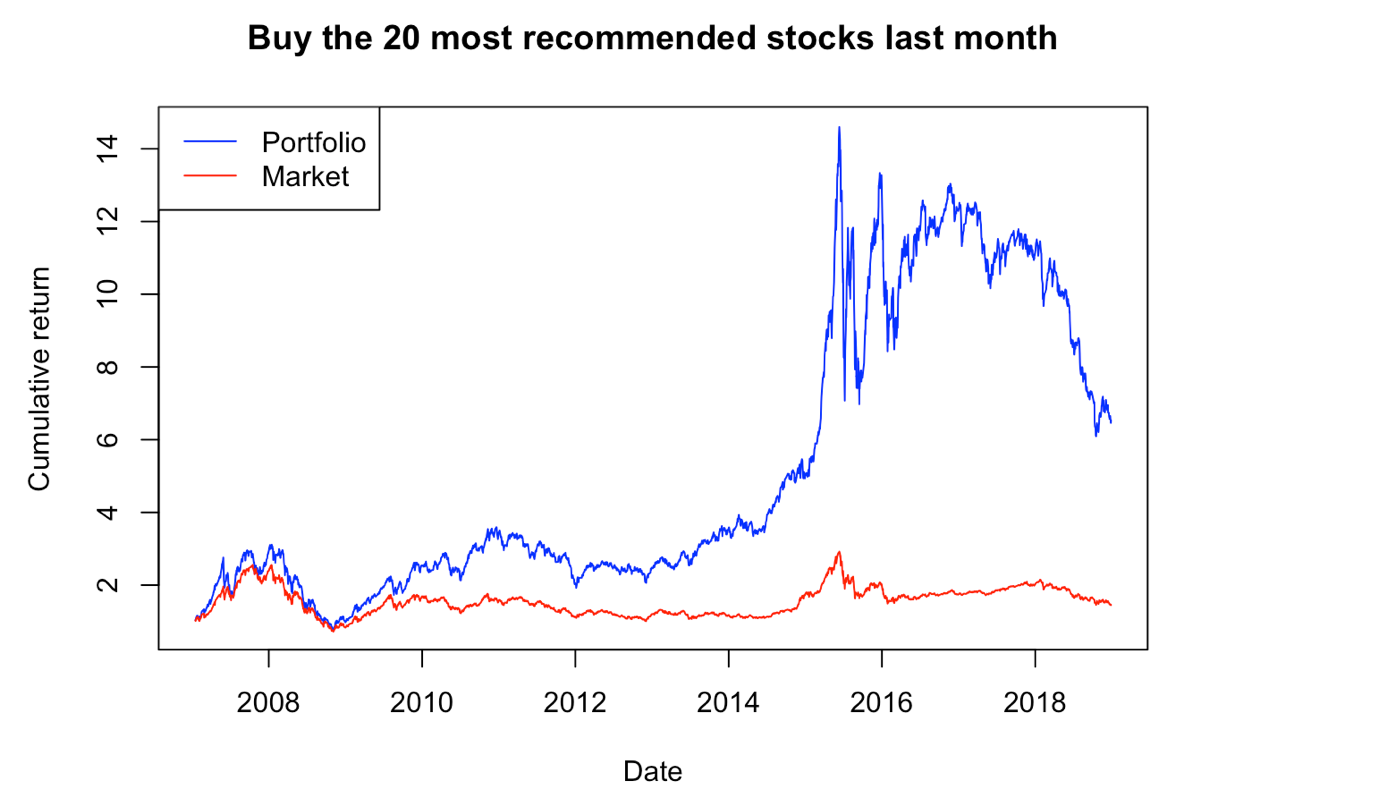 Buy the 20 most recommended stocks last month
Portfolio
Market
Cumulative return
14
12
10
8
6
4
2
2008 2010 2012 2014 2016 2018
Date